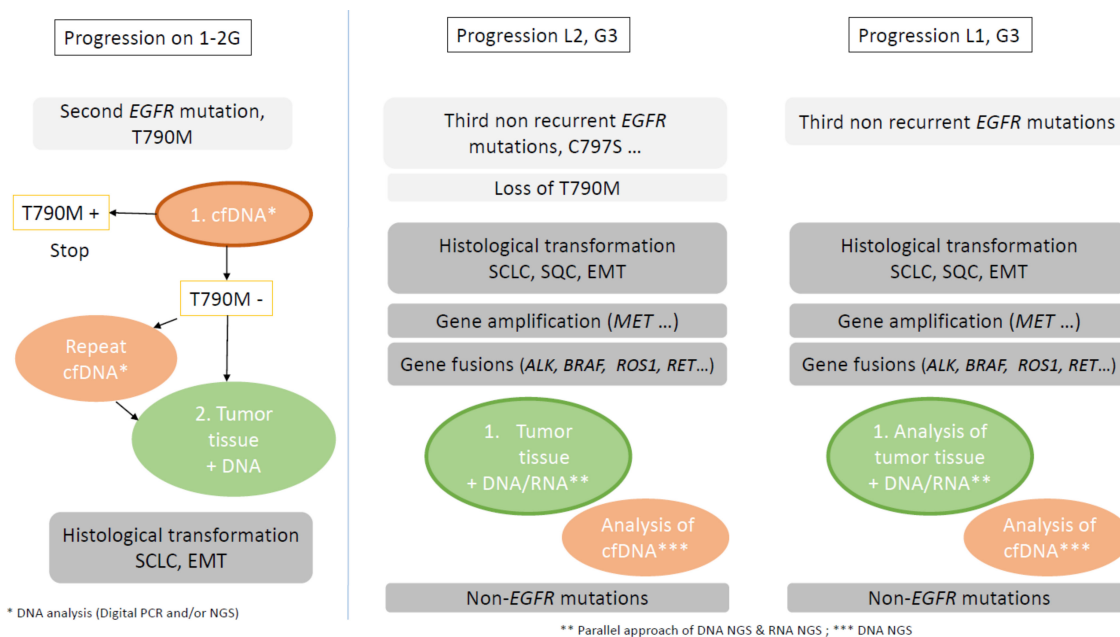 Progression on 1-2G
Second EGFR mutation,
T790M
T790M +
Stop
1. cfDNA*
T790M -
Repeat
cfDNA*
2. Tumor
tissue
+ DNA
Histological transformation
SCLC, EMT
* DNA analysis (Digital PCR and/or NGS)
Progression L2, G3
Third non recurrent EGFR
mutations, C797S ...
Loss of T790M
Histological transformation
SCLC, SQC, EMT
Gene amplification (MET ...)
Gene fusions (ALK, BRAF, ROS1, RET...)
1. Tumor
tissue
+ DNA/RNA**
Analysis of
cfDNA***
Non-EGFR mutations
Progression L1, G3
Third non recurrent EGFR mutations
Histological transformation
SCLC, SQC, EMT
Gene amplification (MET ...)
Gene fusions (ALK, BRAF, ROS1, RET...)
1. Analysis of
tumor tissue
+ DNA/RNA**
Analysis of
cfDNA***
Non-EGFR mutations
** Parallel approach of DNA NGS & RNA NGS ; *** DNA NGS